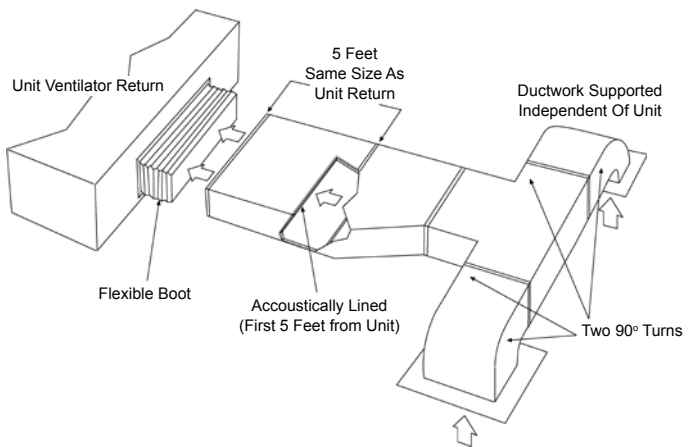 5 Feet
Same Size As
Unit Return
Unit Ventilator Return
Ductwork Supported
Independent Of Unit
Flexible Boot
Accoustically Lined
(First 5 Feet from Unit)
Two 90° Turns